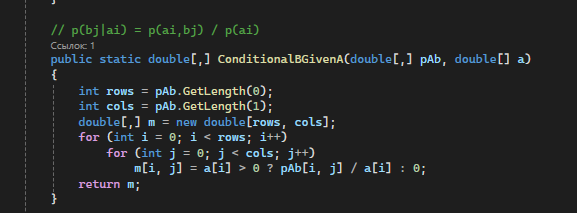 }
// p(bj|ai) = p(ai,bj) / p(ai)
Ссылок: 1
public static double[,] ConditionalBGivenA(double[,] pAb, double[] a)
{
int rows = pAb.GetLength(0);
int cols = pAb.GetLength(1);
double[,] m = new double[rows, cols];
for (int i = 0; i < rows; i++)
for (int j = 0; j < cols; j++)
m[i, j] = a[i] > 0 ? pAb[i, j] / a[i] : 0;
return m;
}